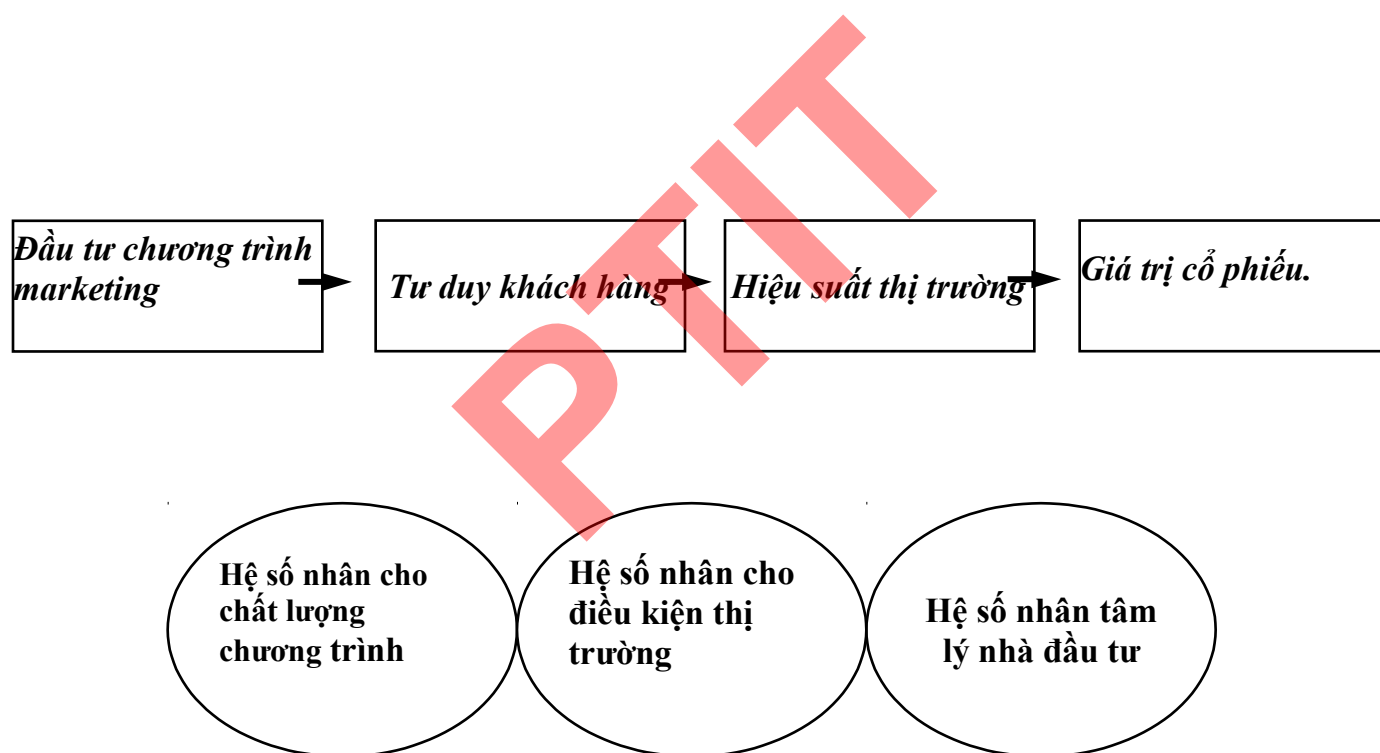 Đầu tư chương trình
marketing
Tư duy khách hàng
Hiệu suất thị trường
Giá trị cổ phiếu.
PTIT
Hệ số nhân cho
chất lượng
chương trình
Hệ số nhân cho
điều kiện thị
trường
Hệ số nhân tâm
lý nhà đầu tư